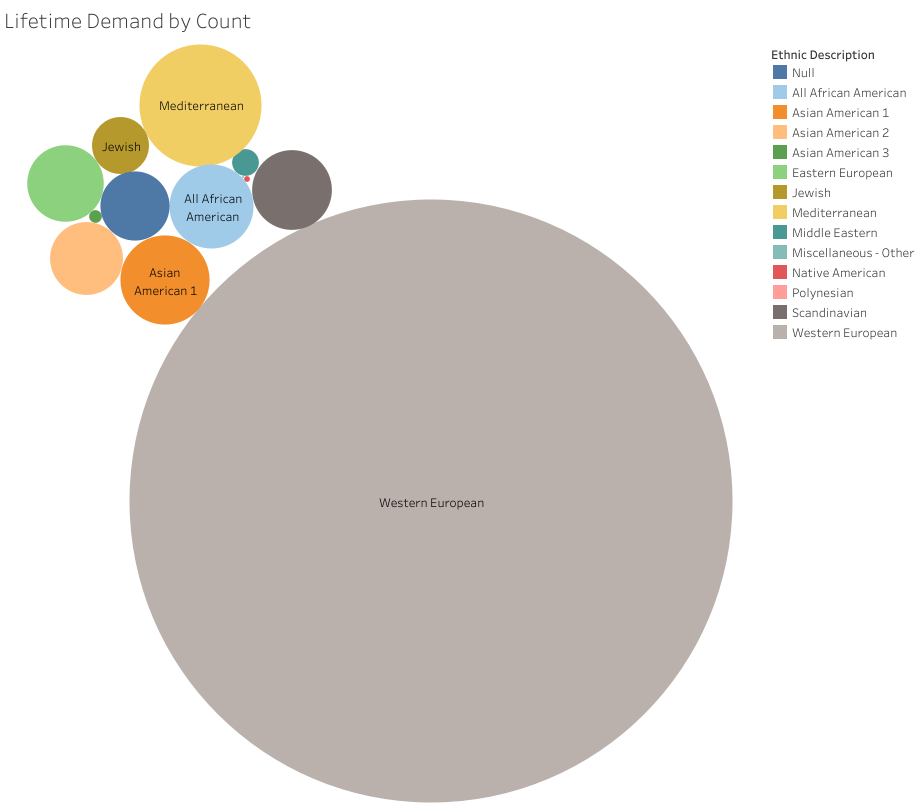 Lifetime Demand by Count
Mediterranean
Jewish
All African
American
Asian
American 1
Western European
Ethnic Description
Null
All African American
Asian American 1
Asian American 2
Asian American 3
Eastern European
Jewish
Mediterranean
Middle Eastern
Miscellaneous - Other
Native American
Polynesian
Scandinavian
Western European